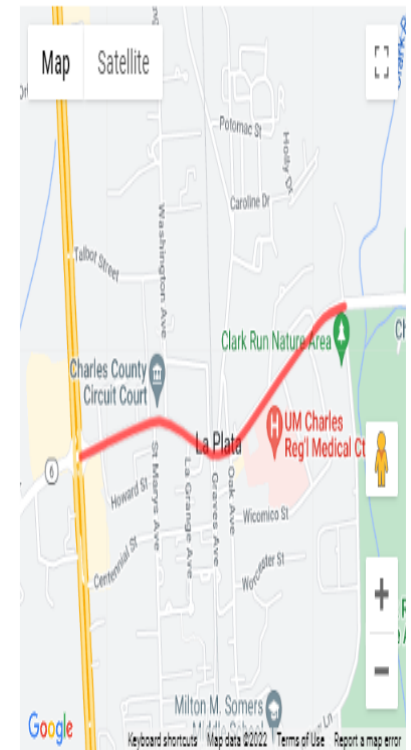 Map Satellite
Potomac St
Holly Dr
Caroline Dr
Washington Ave
Talbot Street
Clark Run Nature Area
Charles County
Circuit Court
Cl
La Plata
UM Charles
Reg'l Medical Ct
6
St Marys Ave
La Grange Ave
Graves Ave
Oak Ave
Howard St
Wicomico St
Centennial St
Worcester St
Milton M. Somers
Middle School
Google
Keyboard shortcuts Map data ©2022 Terms of Use Report a map error